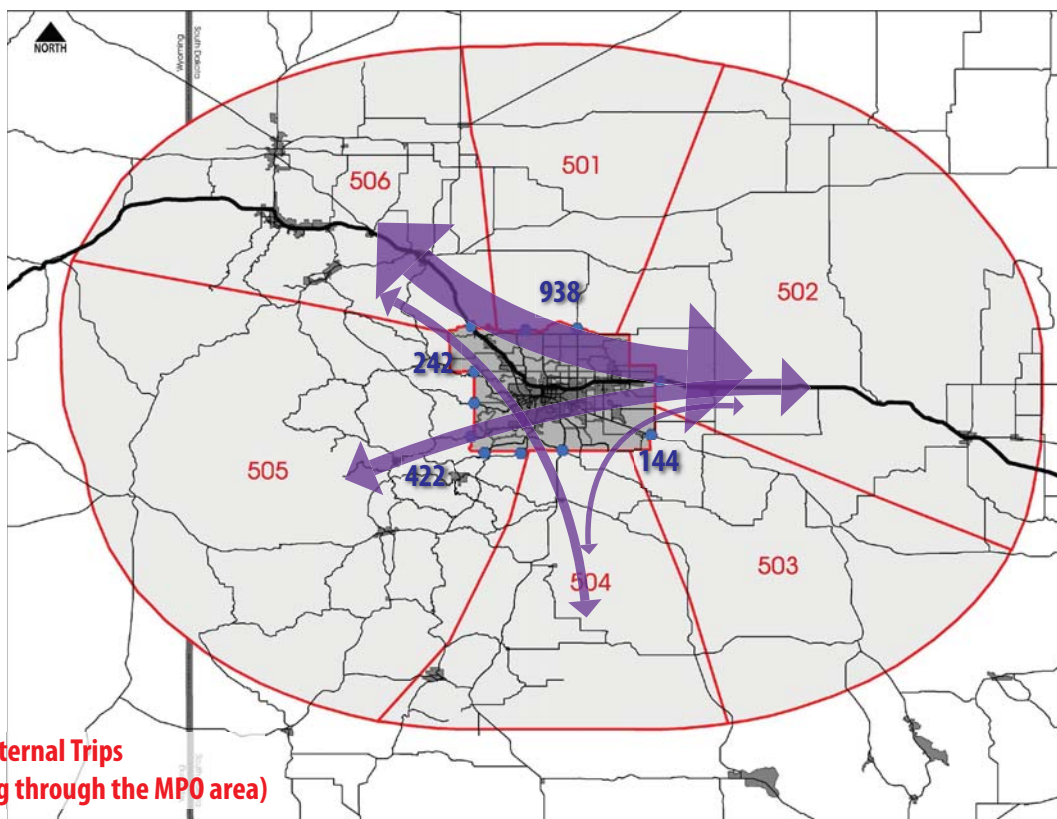 NORTH
South Dakota
Wyoming
501
506
938
502
242
505
422
144
504
503
ternal Trips
g through the MPO area)